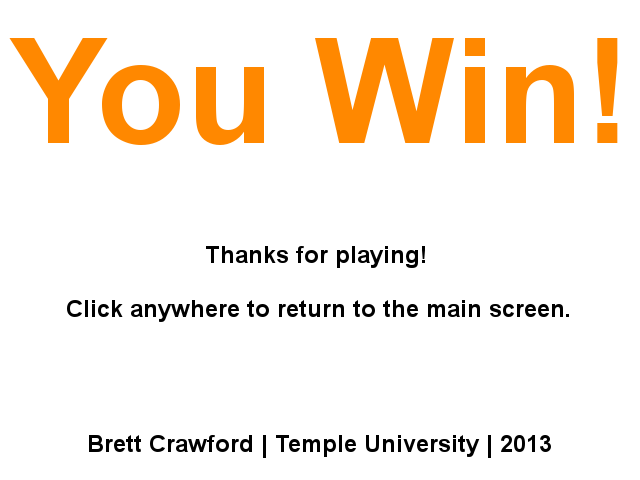 You Win!
Thanks for playing!
Click anywhere to return to the main screen.
Brett Crawford | Temple University | 2013